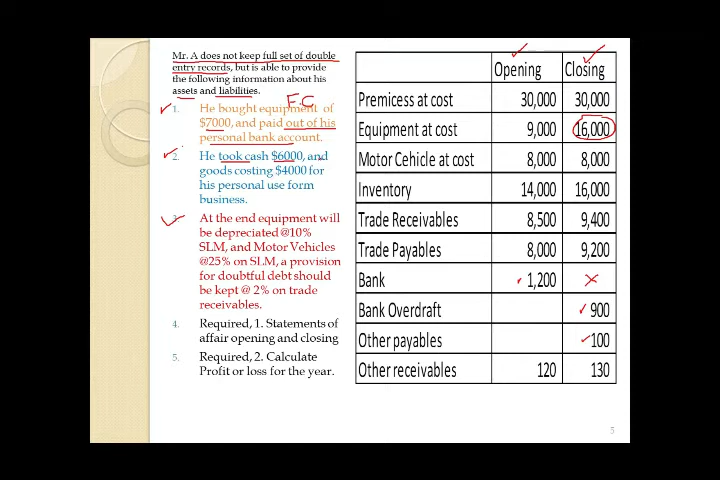 Mr. A does not keep full set of double
entry records, but is able to provide
the following information about his
assets and liabilities.
F.C
1. He bought equipment of
$7000, and paid out of his
personal bank account.
2. He took cash $6000, and
goods costing $4000 for
his personal use form
business.
3. At the end equipment will
be depreciated @10%
SLM, and Motor Vehicles
@25% on SLM, a provision
for doubtful debt should
be kept @ 2% on trade
receivables.
4. Required, 1. Statements of
affair opening and closing
5. Required, 2. Calculate
Profit or loss for the year.
Opening Closing
Premicess at cost 30,000 30,000
Equipment at cost 9,000 16,000
Motor Cehicle at cost 8,000 8,000
Inventory 14,000 16,000
Trade Receivables 8,500 9,400
Trade Payables 8,000 9,200
Bank 1,200
Bank Overdraft 900
Other payables 100
Other receivables 120 130
5